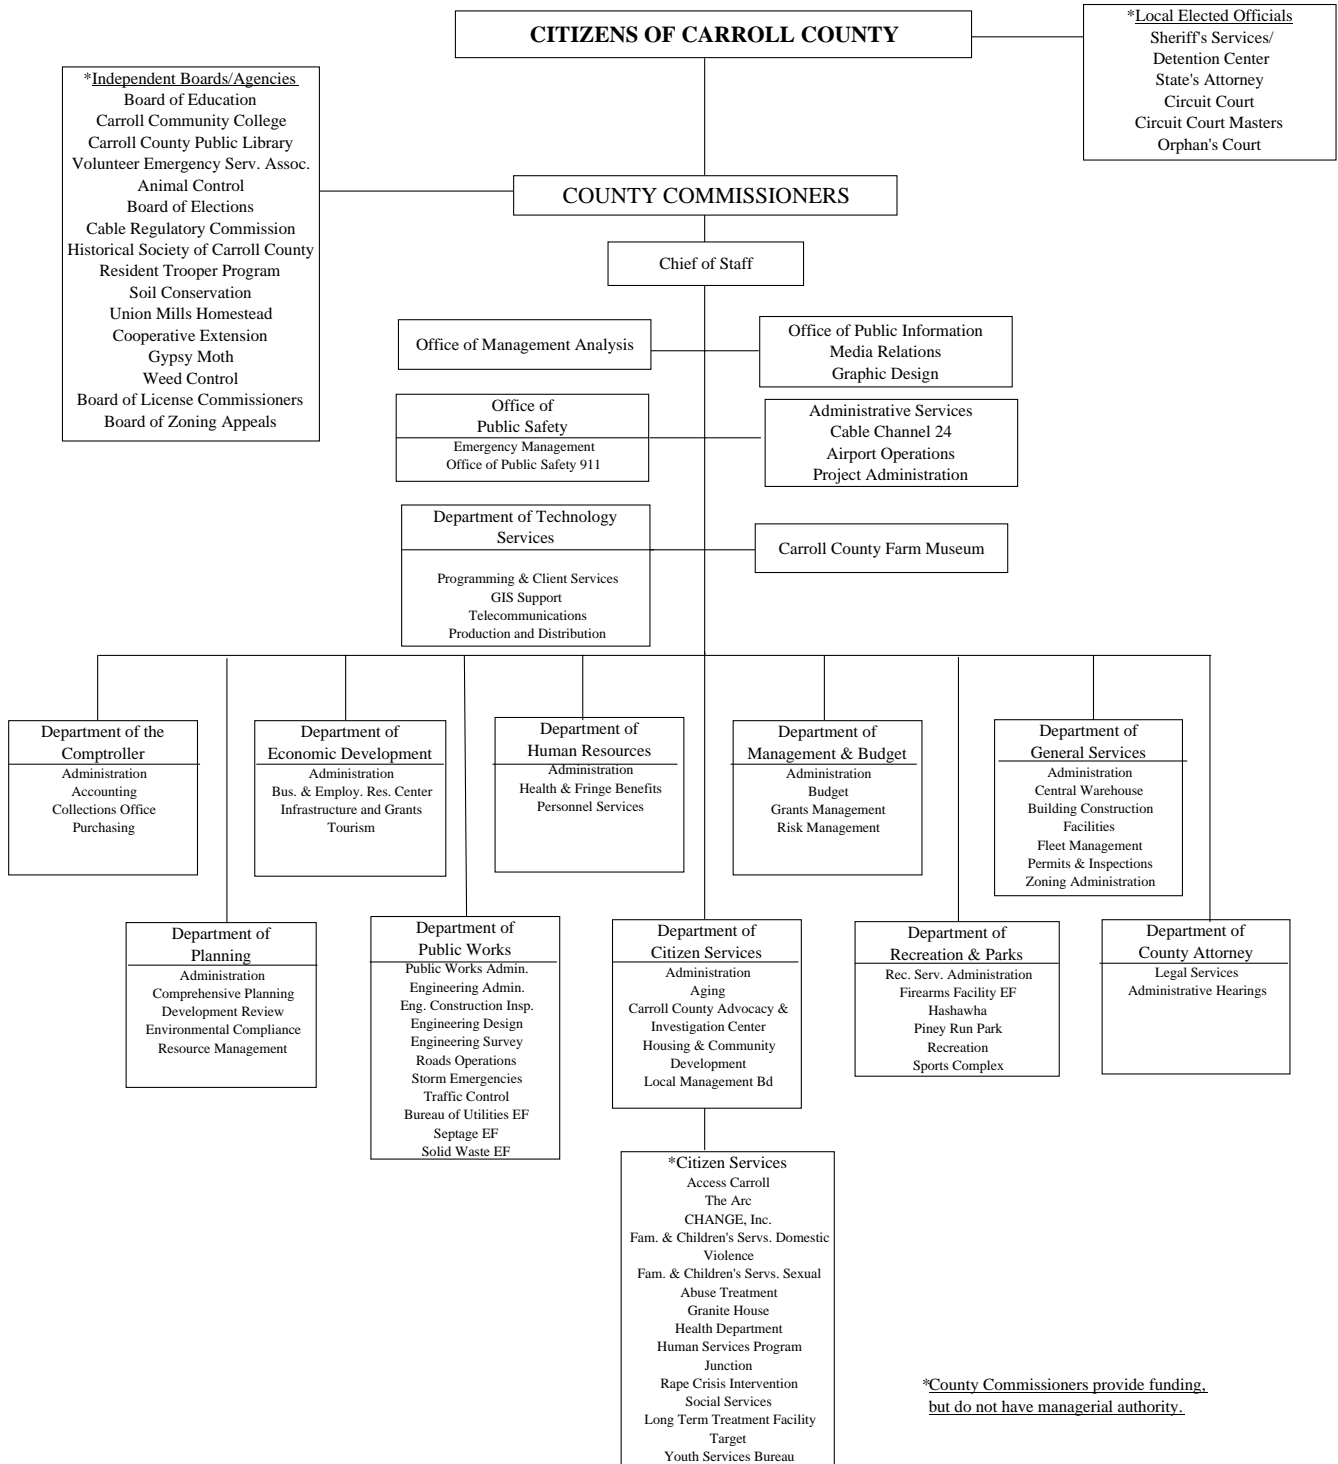 CITIZENS OF CARROLL COUNTY
*Local Elected Officials
Sheriff's Services/
Detention Center
State's Attorney
Circuit Court
Circuit Court Masters
Orphan's Court
*Independent Boards/Agencies
Board of Education
Carroll Community College
Carroll County Public Library
Volunteer Emergency Serv. Assoc.
Animal Control
Board of Elections
Cable Regulatory Commission
Historical Society of Carroll County
Resident Trooper Program
Soil Conservation
Union Mills Homestead
Cooperative Extension
Gypsy Moth
Weed Control
Board of License Commissioners
Board of Zoning Appeals
COUNTY COMMISSIONERS
Chief of Staff
Office of Management Analysis
Office of Public Information
Media Relations
Graphic Design
Office of
Public Safety
Emergency Management
Office of Public Safety 911
Administrative Services
Cable Channel 24
Airport Operations
Project Administration
Department of Technology
Services
Programming & Client Services
GIS Support
Telecommunications
Production and Distribution
Carroll County Farm Museum
Department of the
Comptroller
Administration
Accounting
Collections Office
Purchasing
Department of
Economic Development
Administration
Bus. & Employ. Res. Center
Infrastructure and Grants
Tourism
Department of
Human Resources
Administration
Health & Fringe Benefits
Personnel Services
Department of
Management & Budget
Administration
Budget
Grants Management
Risk Management
Department of
General Services
Administration
Central Warehouse
Building Construction
Facilities
Fleet Management
Permits & Inspections
Zoning Administration
Department of
Planning
Administration
Comprehensive Planning
Development Review
Environmental Compliance
Resource Management
Department of
Public Works
Public Works Admin.
Engineering Admin.
Eng. Construction Insp.
Engineering Design
Engineering Survey
Roads Operations
Storm Emergencies
Traffic Control
Bureau of Utilities EF
Septage EF
Solid Waste EF
Department of
Citizen Services
Administration
Aging
Carroll County Advocacy &
Investigation Center
Housing & Community
Development
Local Management Bd
Department of
Recreation & Parks
Rec. Serv. Administration
Firearms Facility EF
Hashawha
Piney Run Park
Recreation
Sports Complex
Department of
County Attorney
Legal Services
Administrative Hearings
*Citizen Services
Access Carroll
The Arc
CHANGE, Inc.
Fam. & Children's Servs. Domestic
Violence
Fam. & Children's Servs. Sexual
Abuse Treatment
Granite House
Health Department
Human Services Program
Junction
Rape Crisis Intervention
Social Services
Long Term Treatment Facility
Target
Youth Services Bureau
*County Commissioners provide funding,
but do not have managerial authority.